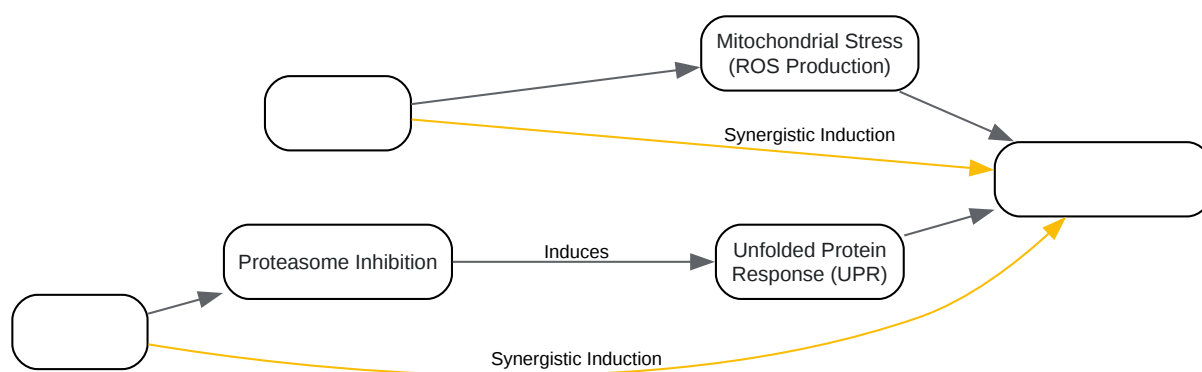 Mitochondrial Stress
(ROS Production)
Synergistic Induction
Proteasome Inhibition
Induces
Unfolded Protein
Response (UPR)
Synergistic Induction